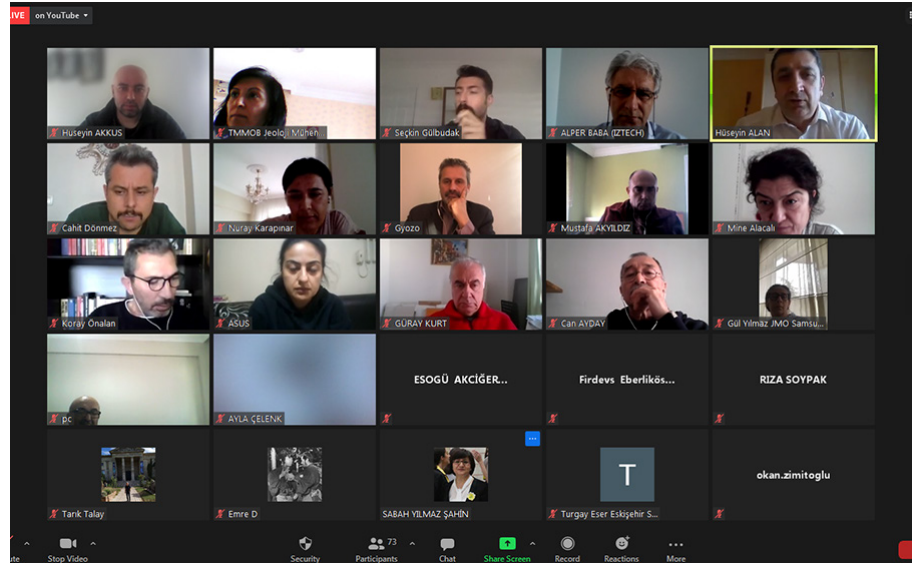 LIVE on YouTube
Huseyin AKKUS
TMMOB Jeoloji Mühen...
Seçkin Gülbudak
ALPER BABA (IZTECH)
Hüseyin ALAN
Cahit Dönmez
Nuray Karapınar
Gyozo
Mustafa AKYILDIZ
Mine Alacalı
Koray Önalan
ASUS
GÜRAY KURT
Can AYDAY
Gül Yılmaz JMO Samsu...
pc
AYLA ÇELENK
ESOGÜ AKCİĞER...
Firdevs Eberlikös...
RIZA SOYPAK
Tarık Talay
Emre D
SABAH YILMAZ ŞAHİN
T
Turgay Eser Eskişehir S...
okan.zimitoglu
Stop Video
Security
Participants
73
Chat
Share Screen
Record
Reactions
More